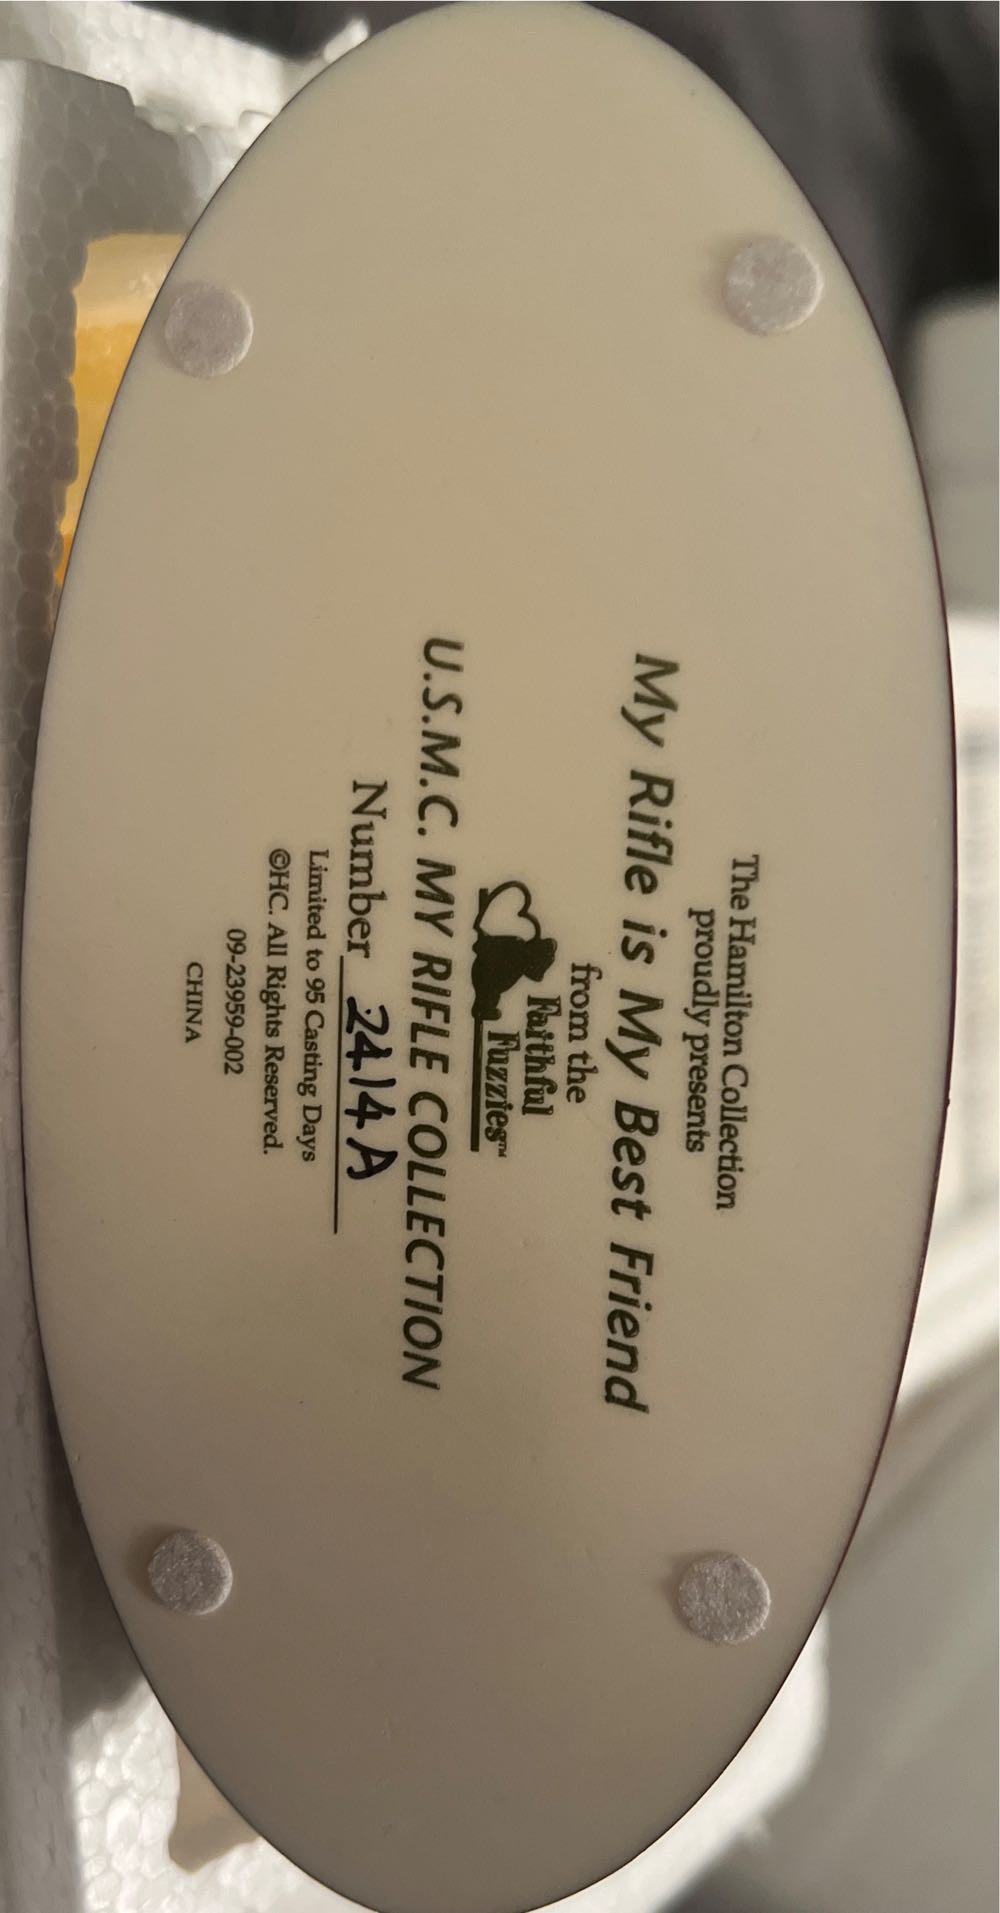 The Hamilton Collection
proudly presents
My Rifle is My Best Friend
from the
Faithful
Fuzzies™
U.S.M.C. MY RIFLE COLLECTION
Number 2414A
Limited to 95 Casting Days
©HC. All Rights Reserved.
09-23959-002
CHINA